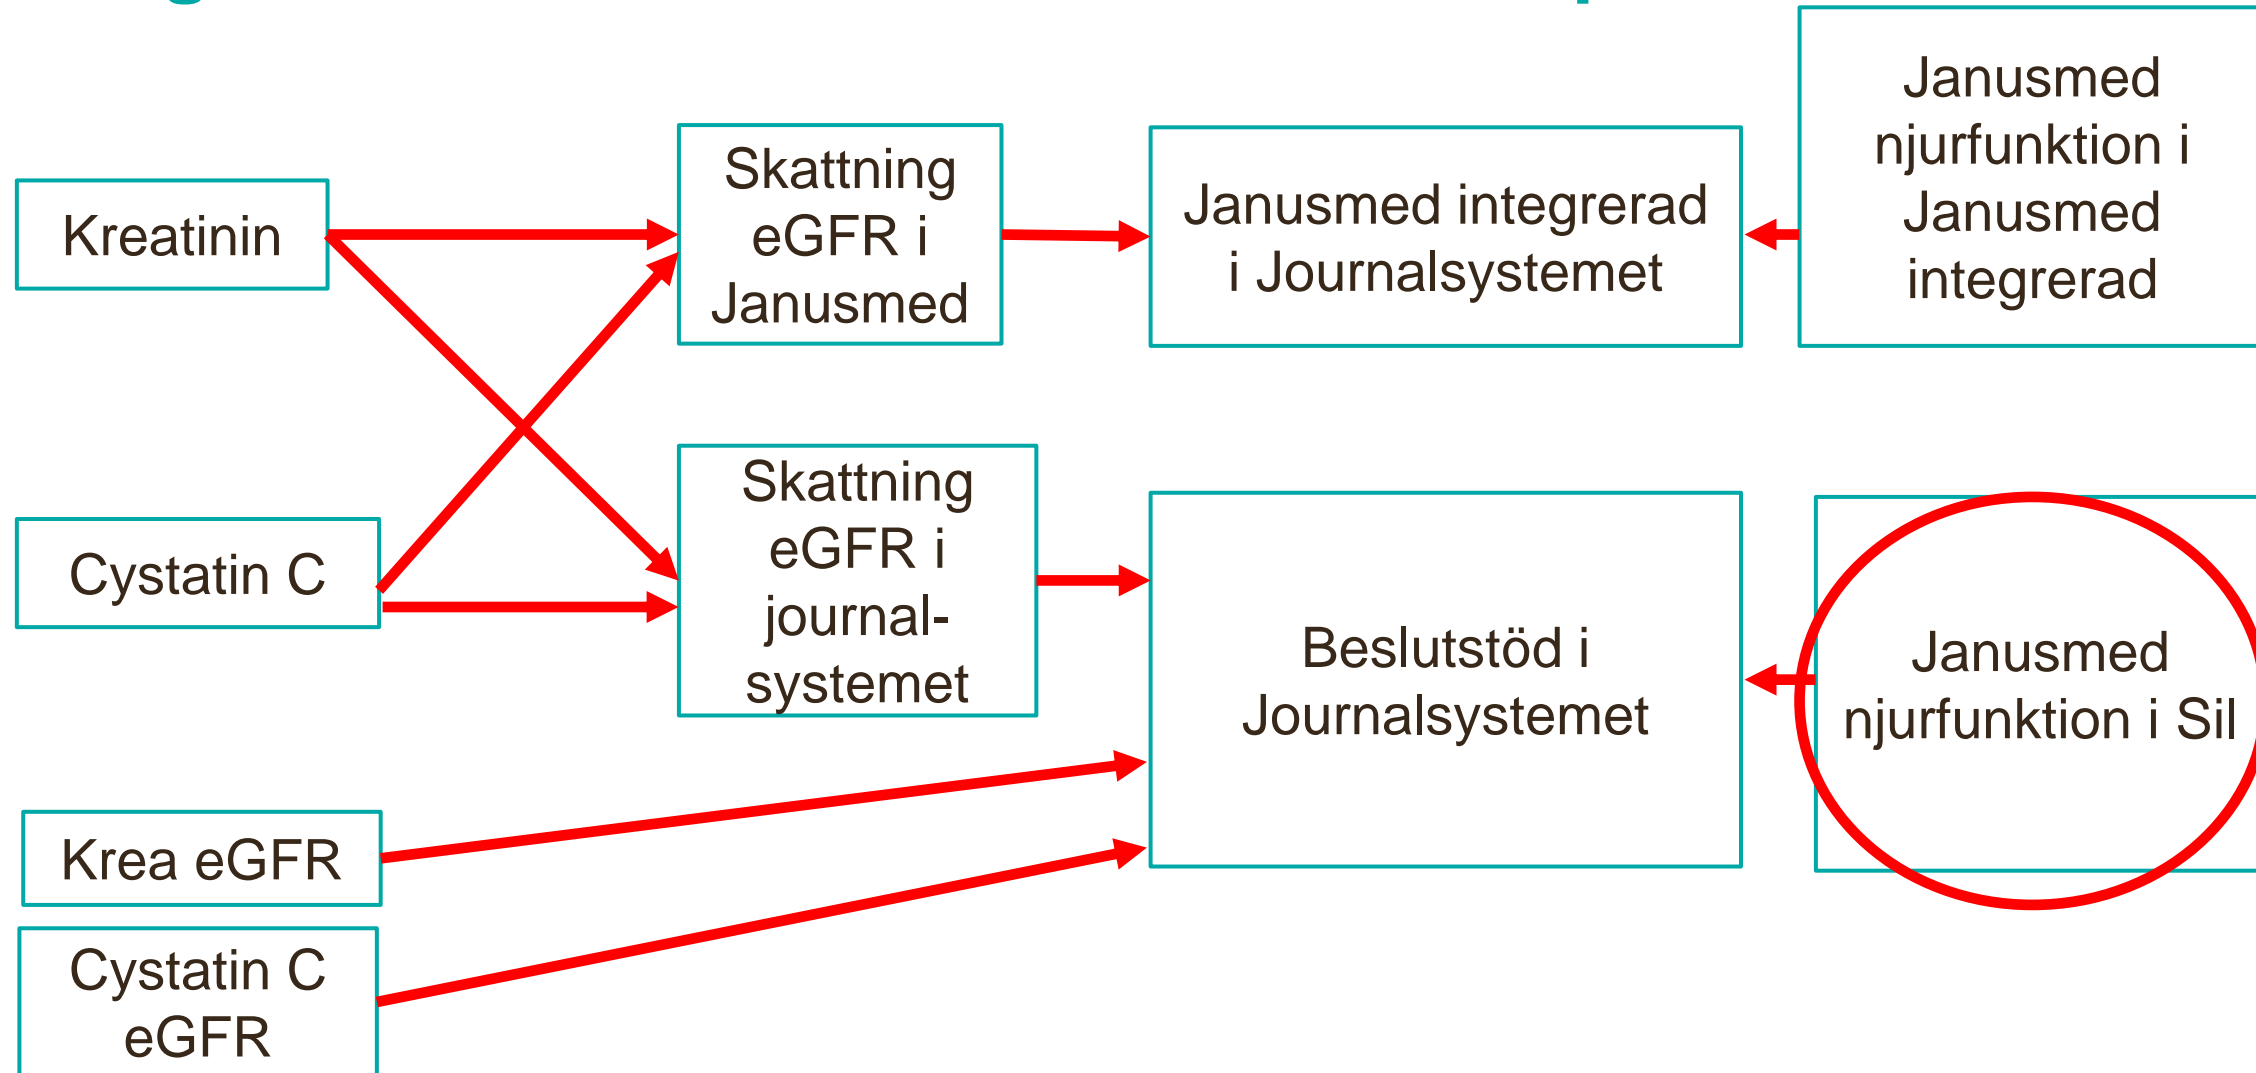 Kreatinin
Skattning
eGFR i
Janusmed
Janusmed integrerad
i Journalsystemet
Janusmed
njurfunktion i
Janusmed
integrerad
Cystatin C
Skattning
eGFR i
journal-
systemet
Beslutstöd i
Journalsystemet
Janusmed
njurfunktion i Sil
Krea eGFR
Cystatin C
eGFR